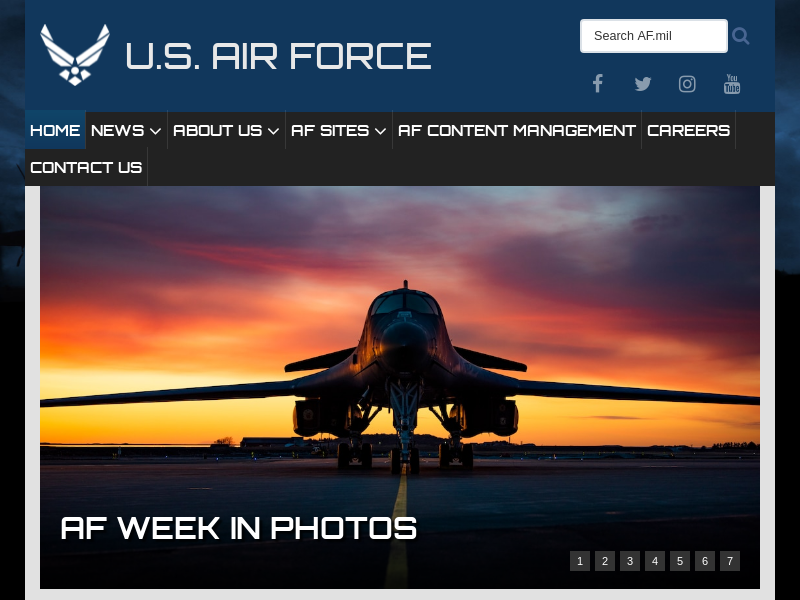 U.S. AIR FORCE
Search AF.mil
You
Tube
HOME NEWS ABOUT US AF SITES AF CONTENT MANAGEMENT CAREERS
CONTACT US
AF WEEK IN PHOTOS
1 2 3 4 5 6 7